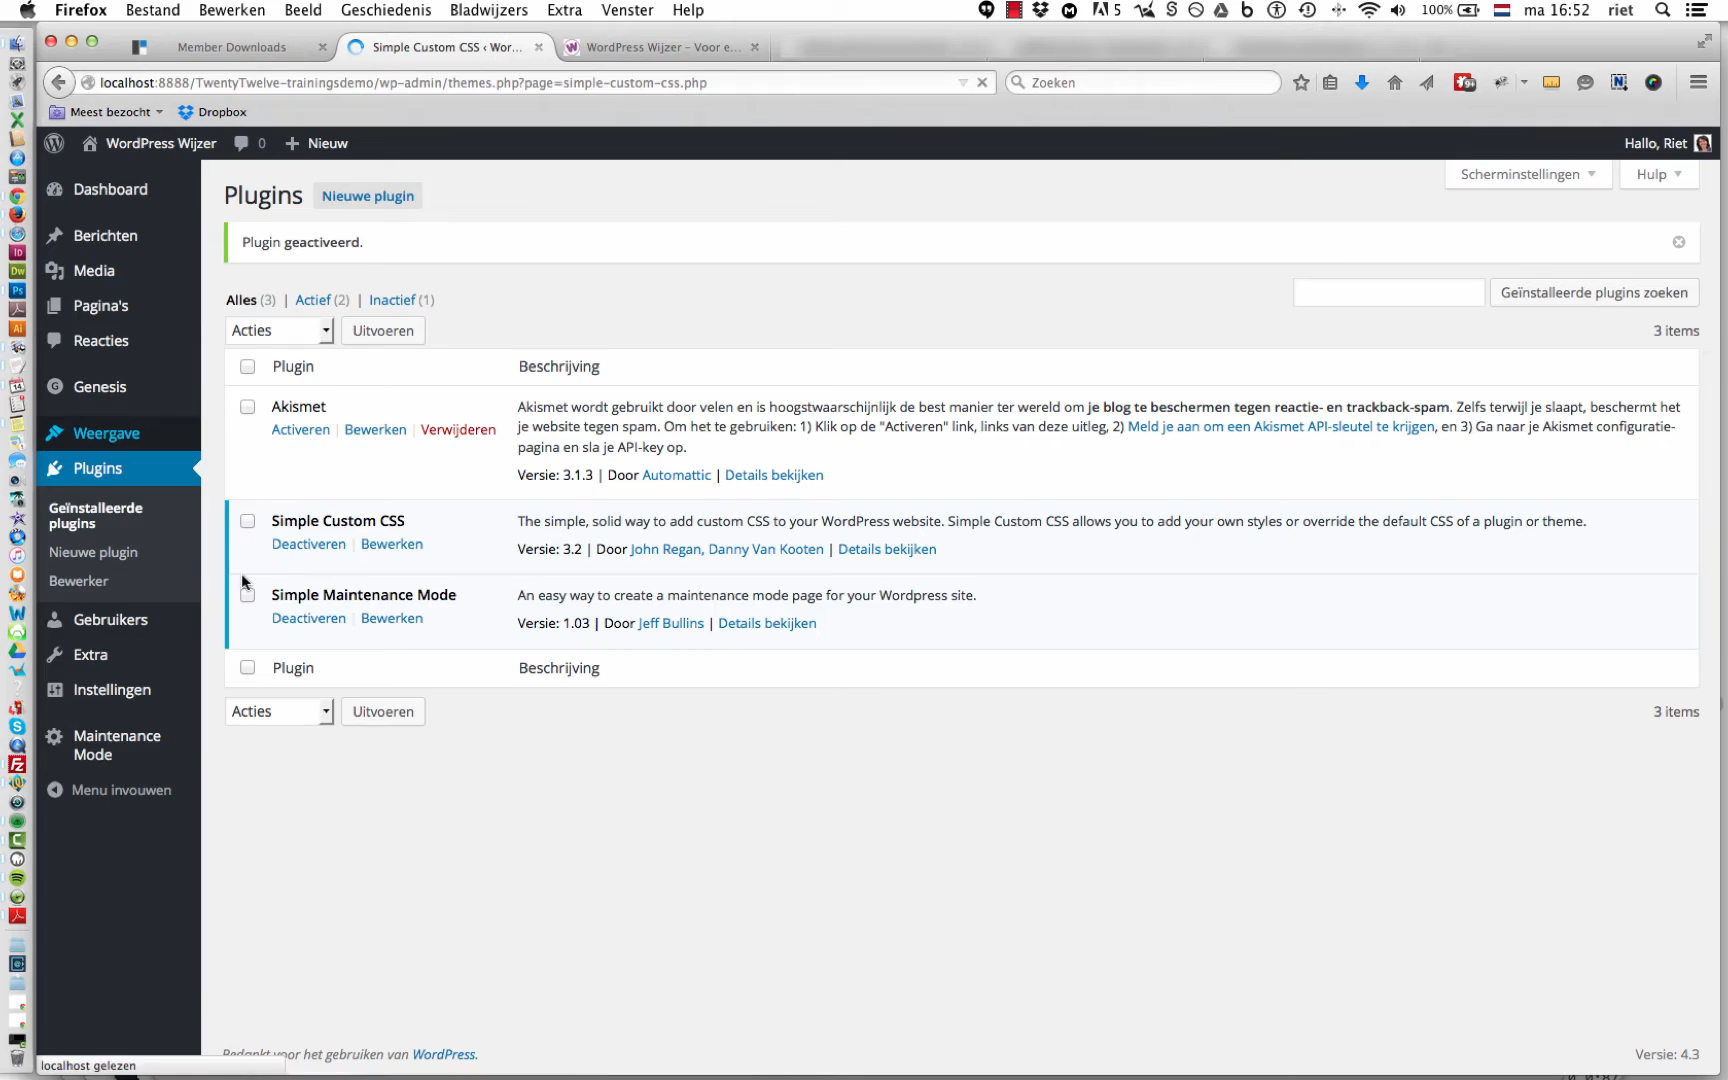 Firefox Bestand Bewerken Beeld Geschiedenis Bladwijzers Extra Venster Help 5 100% ma 16:52 riet
Member Downloads Simple Custom CSS ‹ Wor... WordPress Wijzer – Voor e...
localhost:8888/TwentyTwelve-trainingsdemo/wp-admin/themes.php?page=simple-custom-css.php Zoeken
Meest bezocht Dropbox
WordPress Wijzer 0 Nieuw Hallo, Riet
Scherminstellingen Hulp
Dashboard
Berichten
Media
Pagina's
Reacties
Genesis
Weergave
Plugins
Geïnstalleerde
plugins
Nieuwe plugin
Bewerker
Gebruikers
Extra
Instellingen
Maintenance
Mode
Menu invouwen
Plugins Nieuwe plugin
Plugin geactiveerd.
Alles (3) | Actief (2) | Inactief (1)
Geïnstalleerde plugins zoeken
Acties Uitvoeren 3 items
Plugin Beschrijving
Akismet
Activeren | Bewerken | Verwijderen
Akismet wordt gebruikt door velen en is hoogstwaarschijnlijk de best manier ter wereld om je blog te beschermen tegen reactie- en trackback-spam. Zelfs terwijl je slaapt, beschermt het
je website tegen spam. Om het te gebruiken: 1) Klik op de "Activeren" link, links van deze uitleg, 2) Meld je aan om een Akismet API-sleutel te krijgen, en 3) Ga naar je Akismet configuratie-
pagina en sla je API-key op.
Versie: 3.1.3 | Door Automattic | Details bekijken
Simple Custom CSS
Deactiveren | Bewerken
The simple, solid way to add custom CSS to your WordPress website. Simple Custom CSS allows you to add your own styles or override the default CSS of a plugin or theme.
Versie: 3.2 | Door John Regan, Danny Van Kooten | Details bekijken
Simple Maintenance Mode
Deactiveren | Bewerken
An easy way to create a maintenance mode page for your Wordpress site.
Versie: 1.03 | Door Jeff Bullins | Details bekijken
Plugin Beschrijving
Acties Uitvoeren 3 items
Bedankt voor het gebruiken van WordPress. Versie: 4.3
localhost gelezen